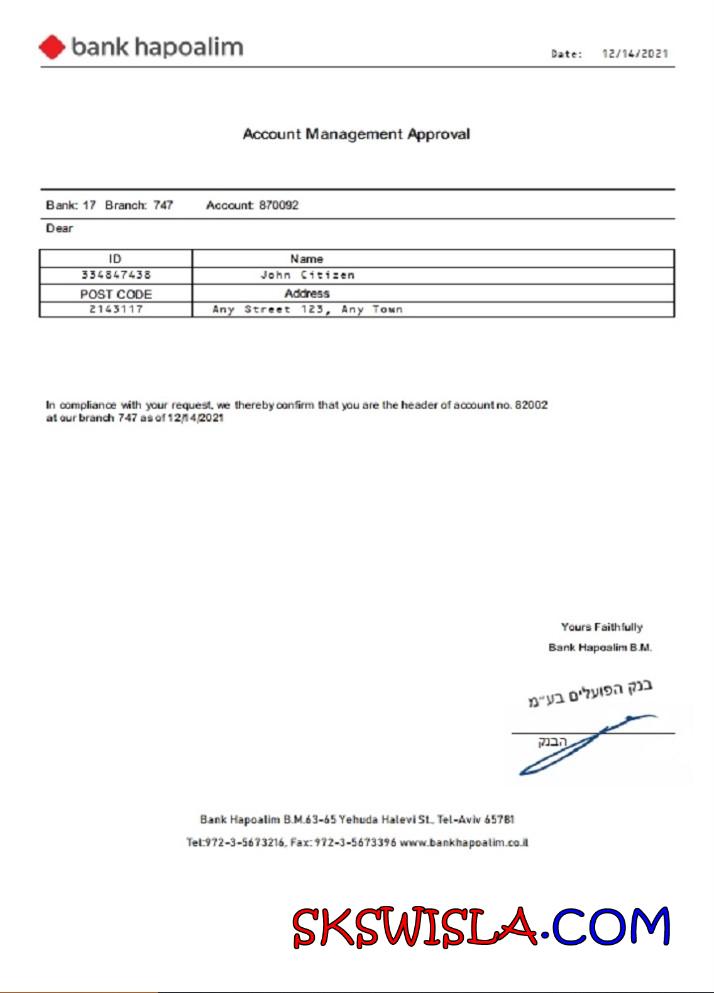 bank hapoalim
Date: 12/14/2021
Account Management Approval
Bank: 17 Branch: 747 Account: 870092
Dear
ID Name
334847438 John Citizen
POST CODE Address
2143117 Any Street 123, Any Town
In compliance with your request, we thereby confirm that you are the header of account no. 82002
at our branch 747 as of 12/14/2021
Yours Faithfully
Bank Hapoalim B.M.
בנק הפועלים בע״מ
הבנק
Bank Hapoalim B.M.63-65 Yehuda Halevi St., Tel-Aviv 65781
Tel:972-3-5673216, Fax: 972-3-5673396 www.bankhapoalim.co.il
SKSWISLA.COM